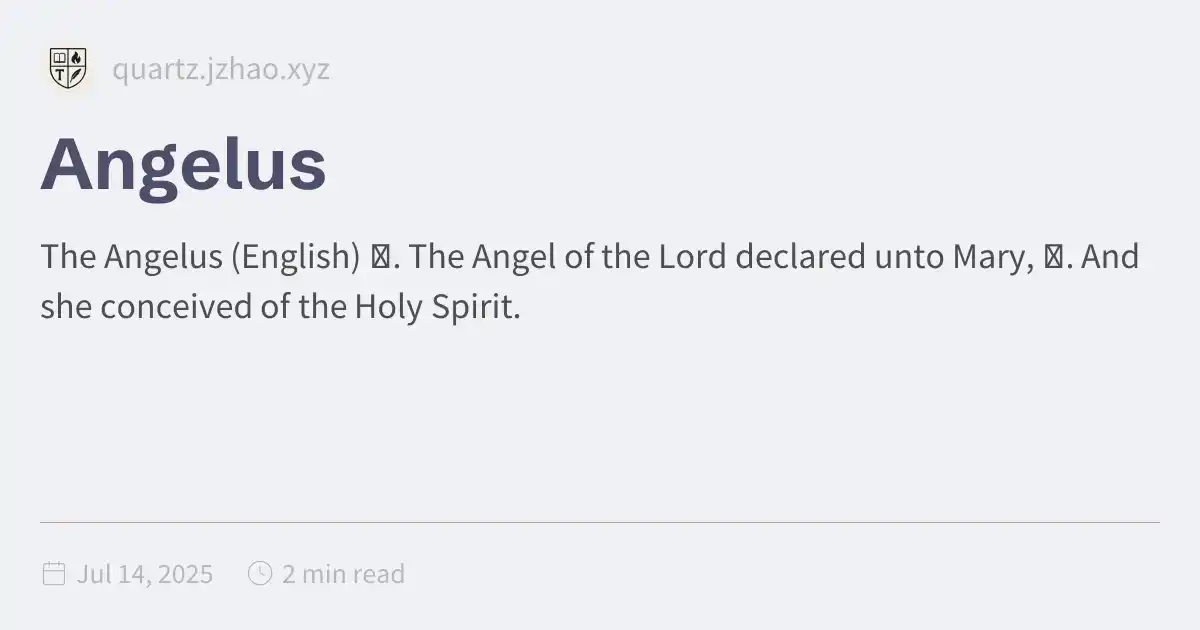 T
quartz.jzhao.xyz
Angelus
The Angelus (English) . The Angel of the Lord declared unto Mary, . And
she conceived of the Holy Spirit.
Jul 14, 2025
2 min read